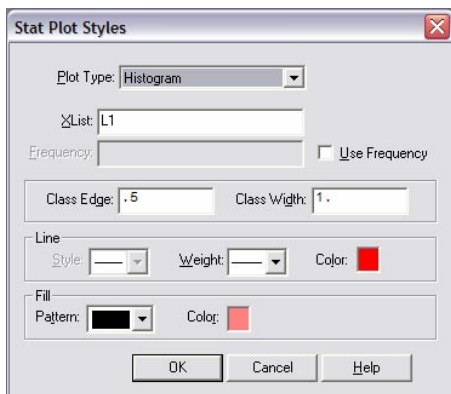 Stat Plot Styles
Plot Type: Histogram
XList: L1
Frequency:
Use Frequency
Class Edge: .5
Class Width: 1.
Line
Style:
Weight:
Color:
Fill
Pattern:
Color:
OK
Cancel
Help